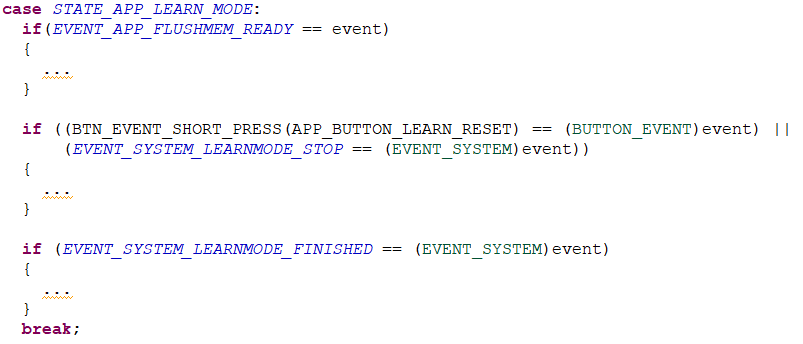 case STATE_APP_LEARN_MODE:
  if(EVENT_APP_FLUSHMEM_READY == event)
  {
    ...
  }

  if ((BTN_EVENT_SHORT_PRESS(APP_BUTTON_LEARN_RESET) == (BUTTON_EVENT)event) ||
      (EVENT_SYSTEM_LEARNMODE_STOP == (EVENT_SYSTEM)event))
  {
    ...
  }

  if (EVENT_SYSTEM_LEARNMODE_FINISHED == (EVENT_SYSTEM)event)
  {
    ...
  }
  break;